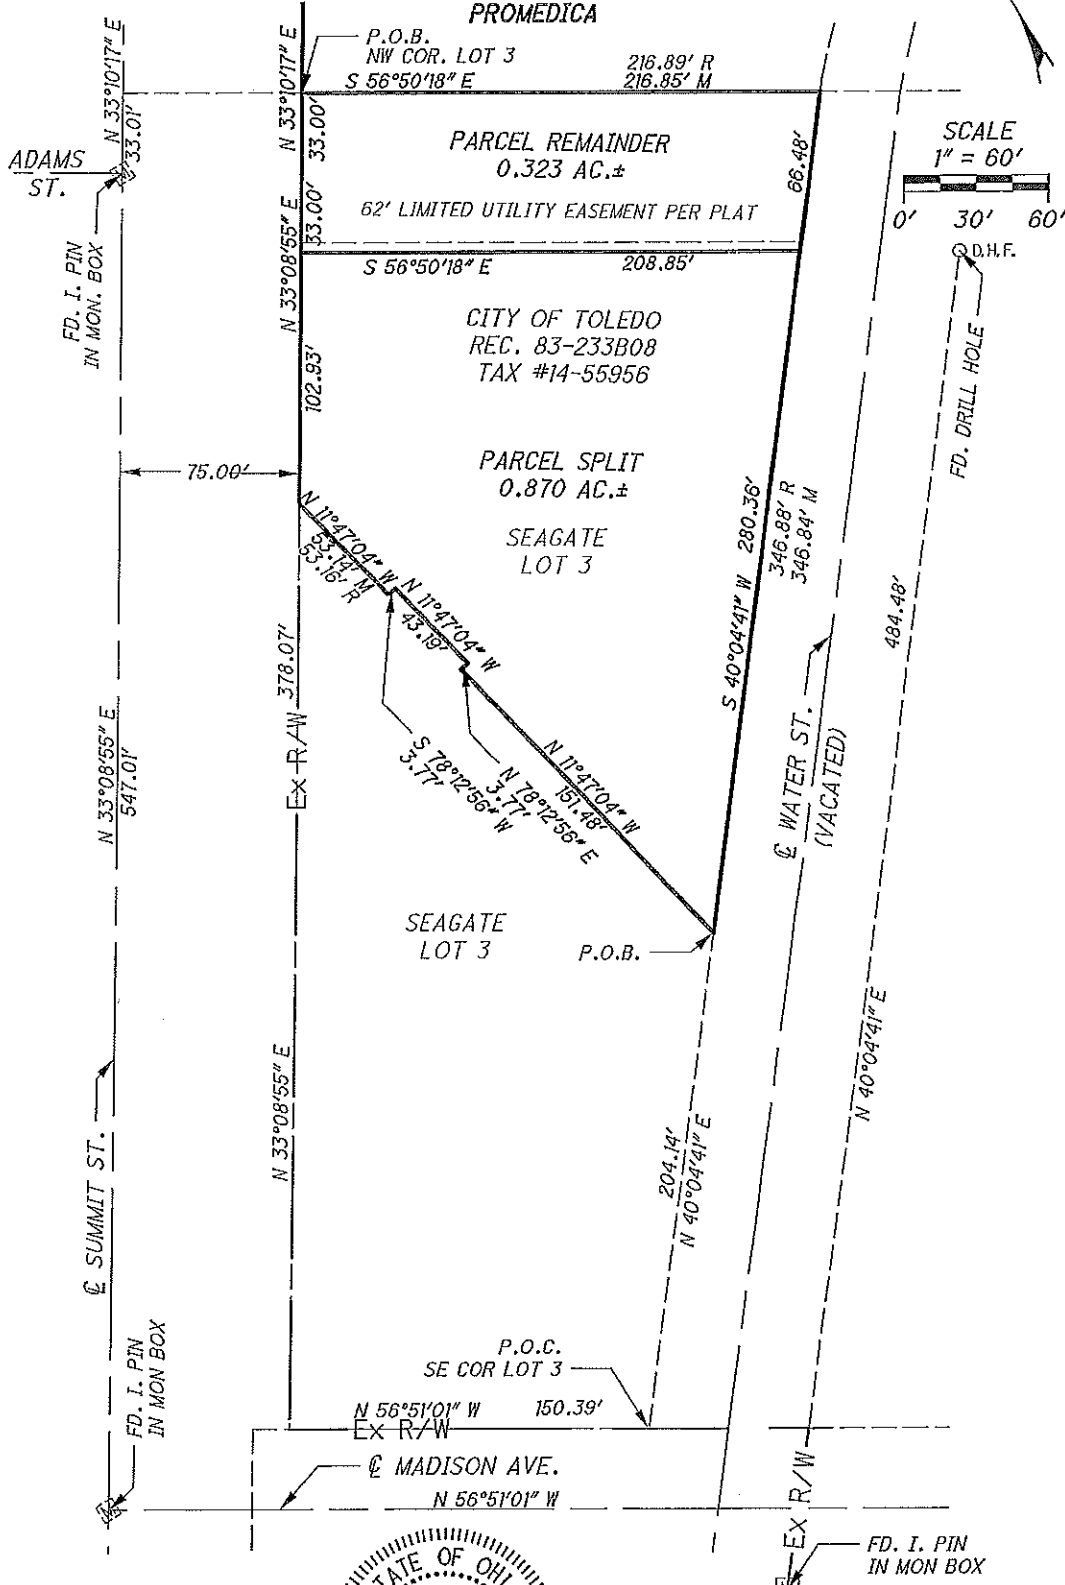 PROMEDICA
P.O.B.
NW COR. LOT 3
216.89' R
S 56°50'18" E
216.85' M
N 33°10'17" E
33.01'
N 33°10'17" E
33.00'
ADAMS
ST.
FD. I. PIN
IN MON. BOX
PARCEL REMAINDER
0.323 AC.±
66.48'
SCALE
1" = 60'
0' 30' 60'
D.H.F.
FD. DRILL HOLE
62' LIMITED UTILITY EASEMENT PER PLAT
33.00'
N 33°08'55" E
S 56°50'18" E
208.85'
CITY OF TOLEDO
REC. 83-233B08
TAX #14-55956
102.93'
75.00'
PARCEL SPLIT
0.870 AC.±
SEAGATE
LOT 3
N 11°47'04" W
53.14' M
53.16' R
N 11°47'04" W
43.19'
S 40°04'41" W 280.36'
346.88' R
346.84' M
484.48'
378.07'
Ex R/W
N 33°08'55" E
547.01'
S 78°12'56" W
3.77'
N 78°12'56" E
3.77'
N 11°47'04" W
151.48'
℄ WATER ST.
(VACATED)
SEAGATE
LOT 3
P.O.B.
N 40°04'41" E
N 33°08'55" E
204.14'
N 40°04'41" E
℄ SUMMIT ST.
FD. I. PIN
IN MON BOX
P.O.C.
SE COR LOT 3
N 56°51'01" W
150.39'
Ex R/W
℄ MADISON AVE.
N 56°51'01" W
Ex R/W
FD. I. PIN
IN MON BOX
ATE OF OHI